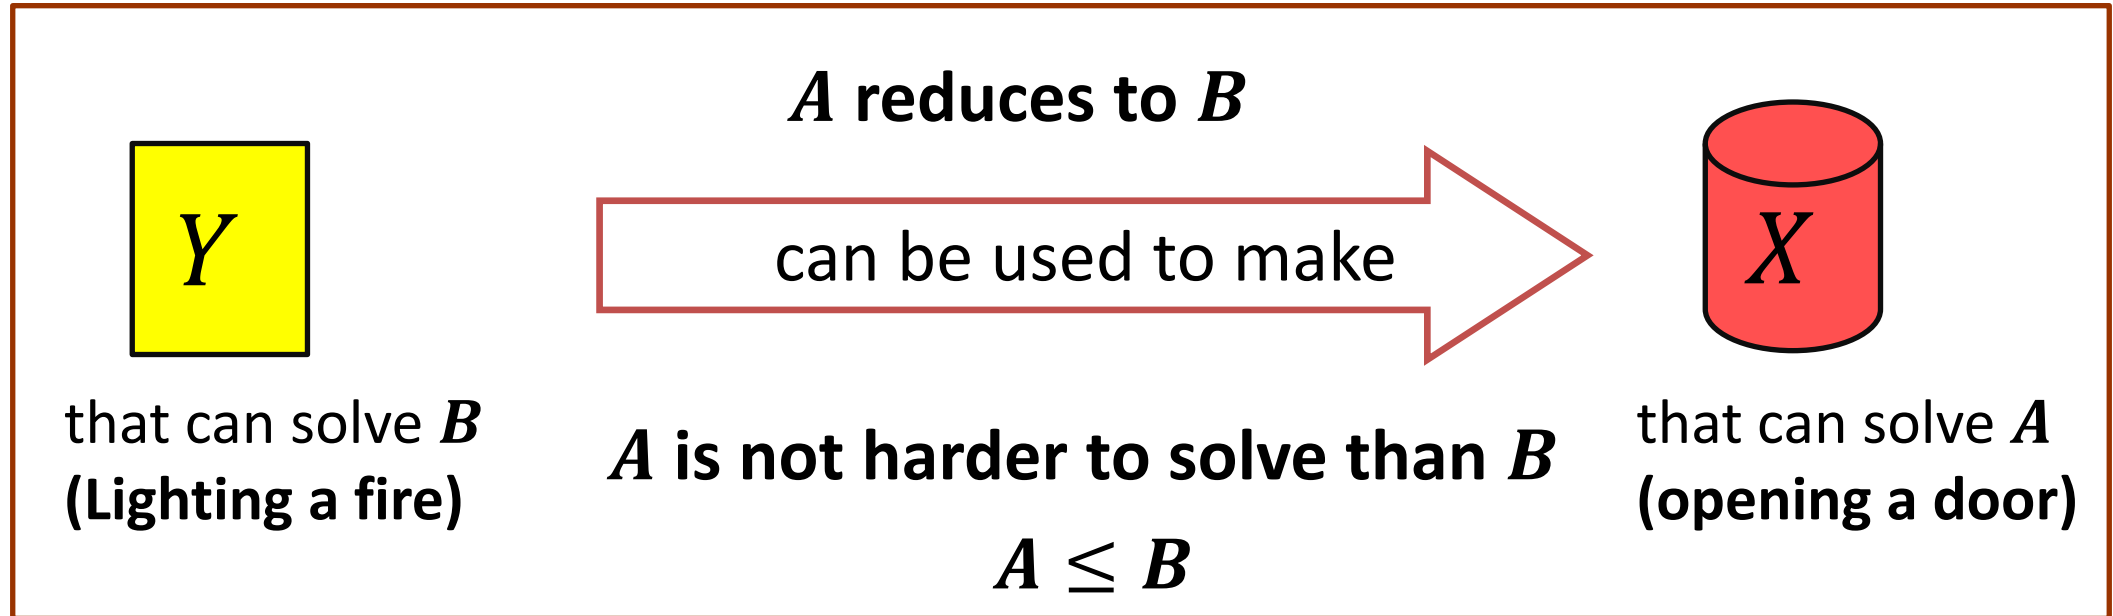 A reduces to B
Y
can be used to make
X
that can solve B
(Lighting a fire)
A is not harder to solve than B
A ≤ B
that can solve A
(opening a door)